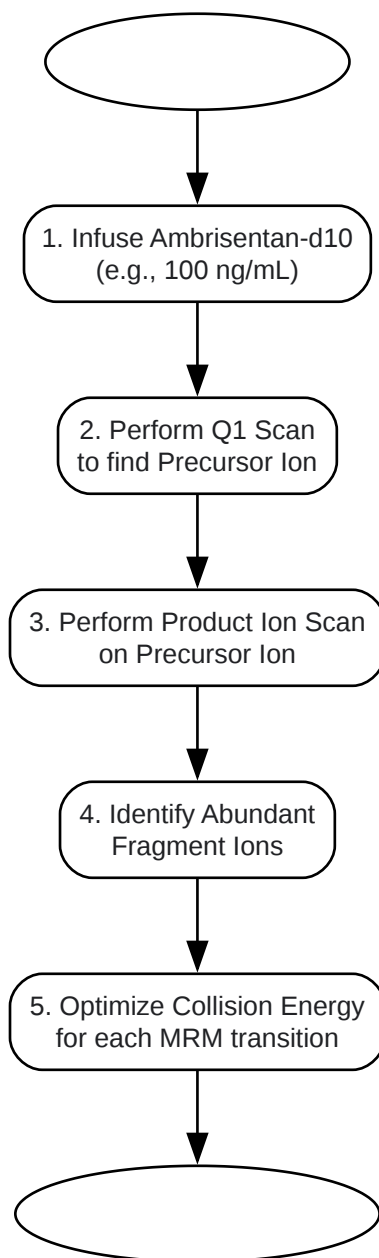 1. Infuse Ambrisentan-d10
(e.g., 100 ng/mL)
2. Perform Q1 Scan
to find Precursor Ion
3. Perform Product Ion Scan
on Precursor Ion
4. Identify Abundant
Fragment Ions
5. Optimize Collision Energy
for each MRM transition